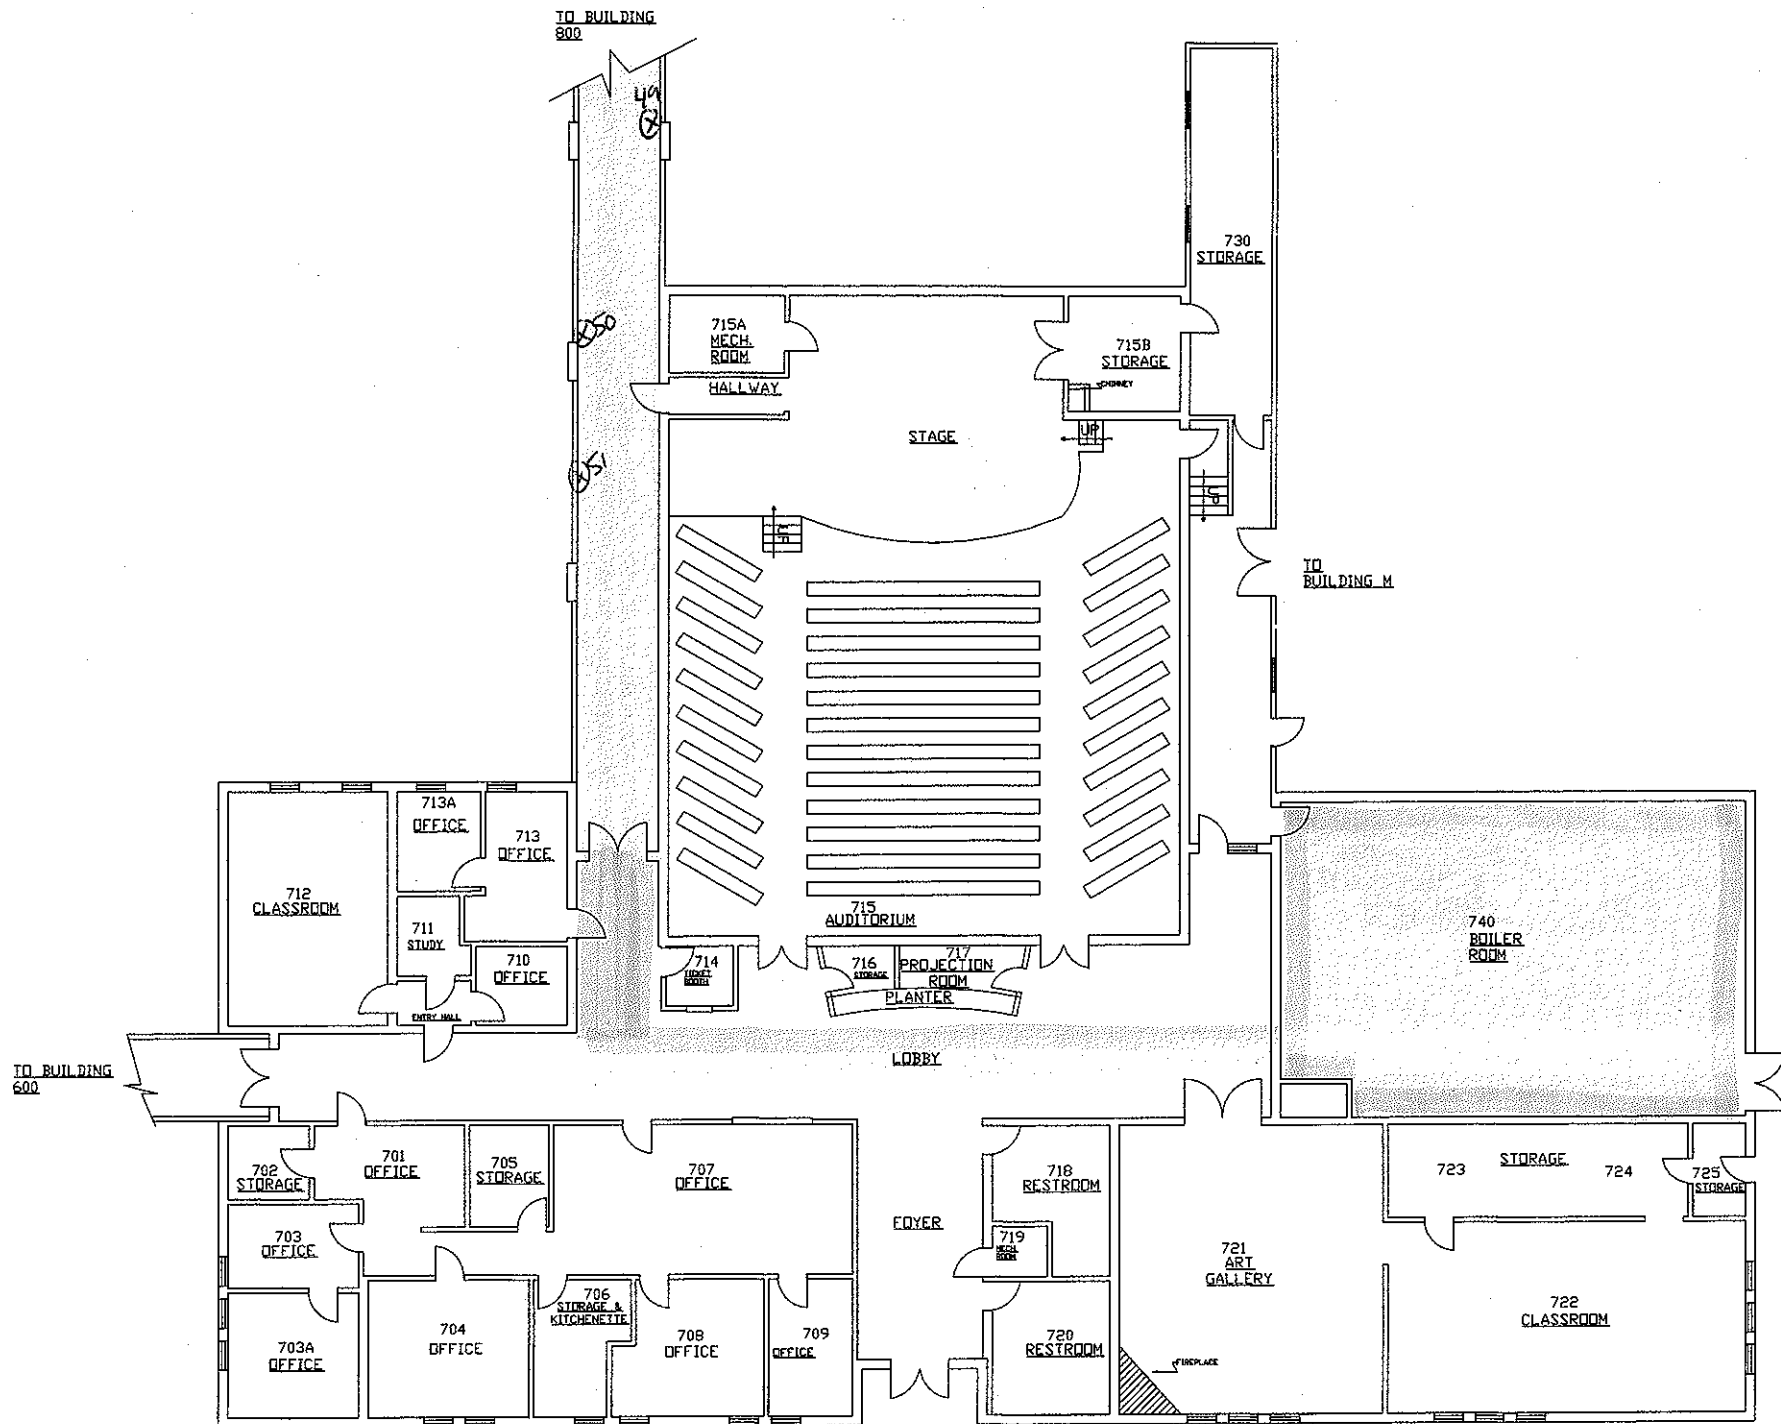 TO BUILDING
800
49
730
STORAGE
50
715A
MECH.
ROOM
715B
STORAGE
CHIMNEY
HALLWAY
UP
STAGE
51
UP
UP
TO
BUILDING M
713A
OFFICE
713
OFFICE
712
CLASSROOM
715
AUDITORIUM
711
STUDY
740
BOILER
ROOM
710
OFFICE
714
TICKET
BOOTH
716
STORAGE
717
PROJECTION
ROOM
PLANTER
ENTRY HALL
LOBBY
TO BUILDING
600
702
STORAGE
701
OFFICE
705
STORAGE
707
OFFICE
718
RESTROOM
723
STORAGE
724
725
STORAGE
703
OFFICE
FOYER
719
MECH.
ROOM
721
ART
GALLERY
706
STORAGE &
KITCHENETTE
722
CLASSROOM
703A
OFFICE
704
OFFICE
708
OFFICE
709
OFFICE
720
RESTROOM
FIREPLACE